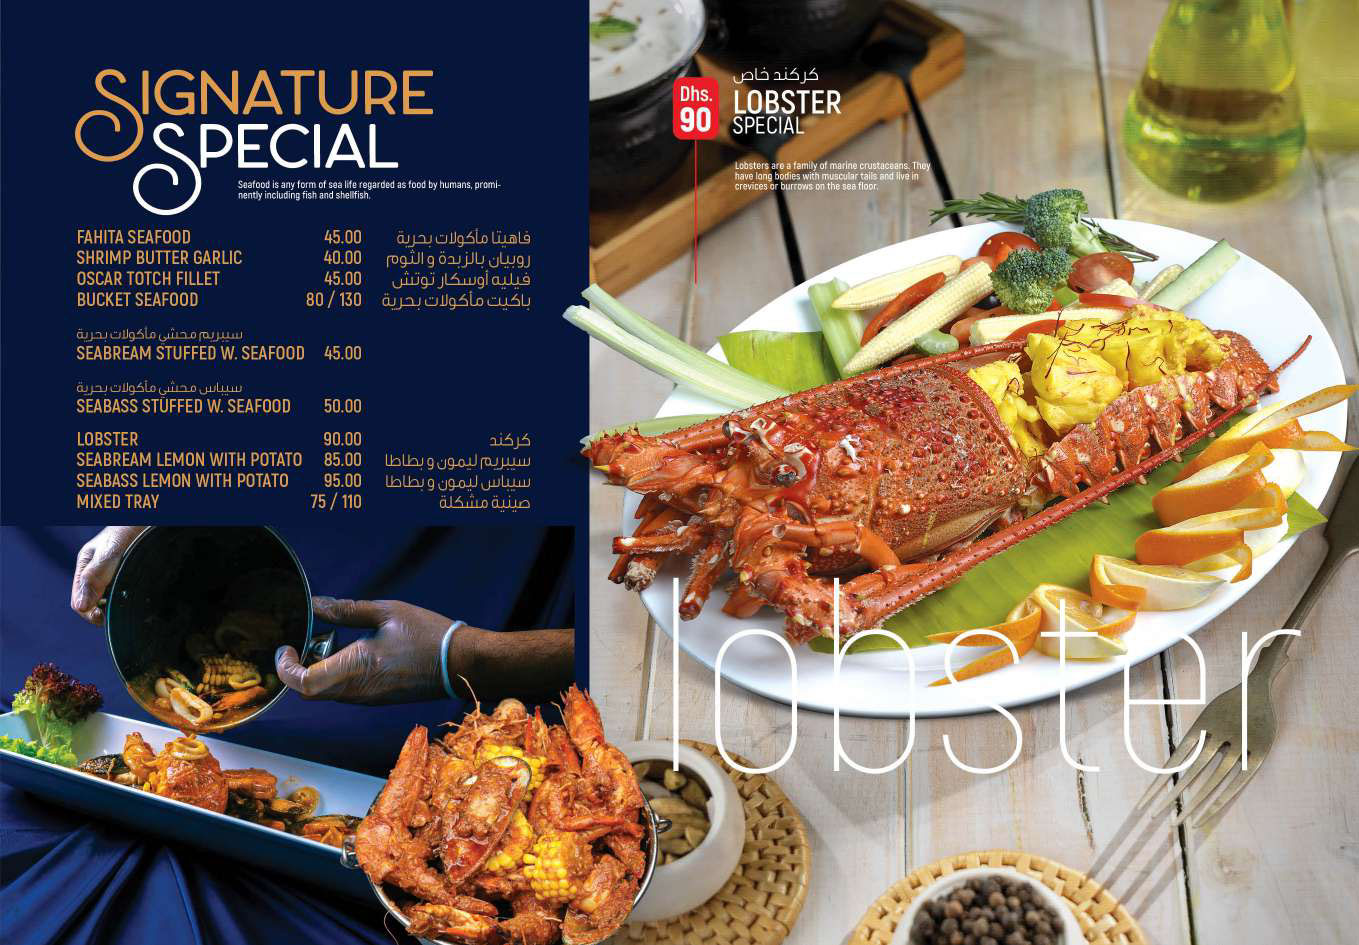 SIGNATURE
SPECIAL
Seafood is any form of sea life regarded as food by humans, promi-
nently including fish and shellfish.
FAHITA SEAFOOD 45.00 فاهيتا مأكولات بحرية
SHRIMP BUTTER GARLIC 40.00 روبيان بالزبدة و الثوم
OSCAR TOTCH FILLET 45.00 فيليه أوسكار توتش
BUCKET SEAFOOD 80 / 130 باكيت مأكولات بحرية
سيبريم محشي مأكولات بحرية
SEABREAM STUFFED W. SEAFOOD 45.00
سيباس محشي مأكولات بحرية
SEABASS STUFFED W. SEAFOOD 50.00
LOBSTER 90.00 كركند
SEABREAM LEMON WITH POTATO 85.00 سيبريم ليمون و بطاطا
SEABASS LEMON WITH POTATO 95.00 سيباس ليمون و بطاطا
MIXED TRAY 75 / 110 صينية مشكلة
Dhs.
90
كركند خاص
LOBSTER
SPECIAL
Lobsters are a family of marine crustaceans. They
have long bodies with muscular tails and live in
crevices or burrows on the sea floor.
lobster